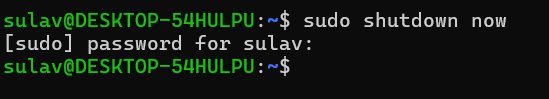 sulav@DESKTOP-54HULPU:~$ sudo shutdown now
[sudo] password for sulav:
sulav@DESKTOP-54HULPU:~$